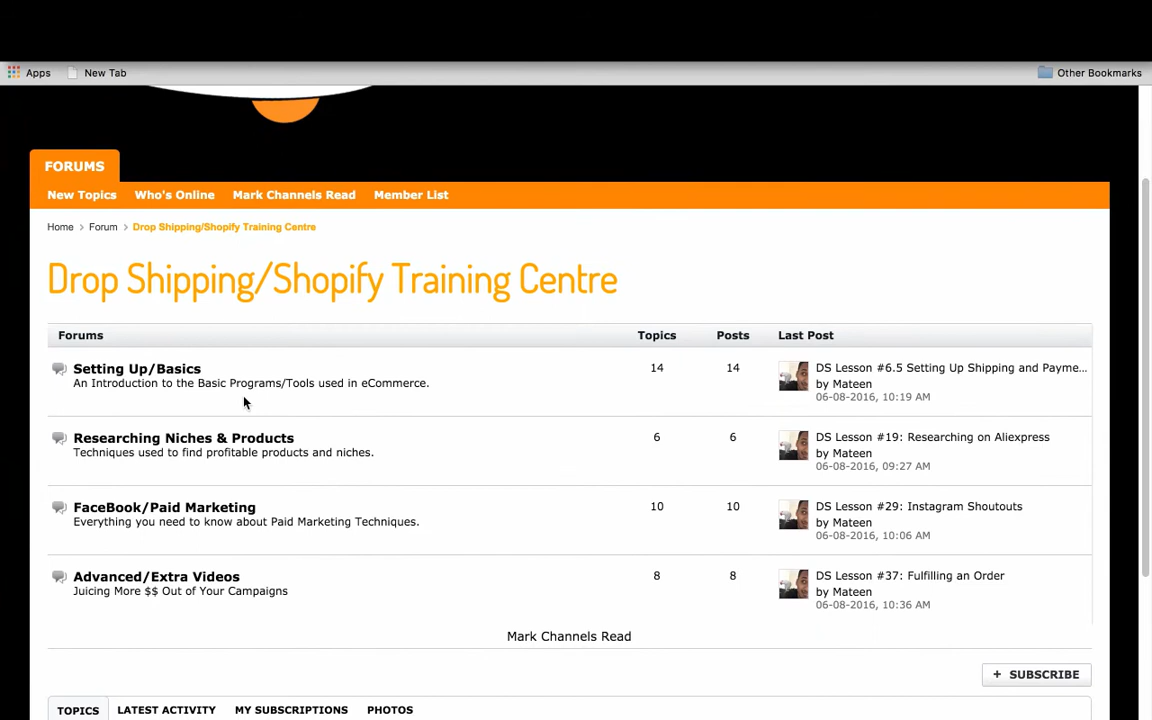 Apps New Tab Other Bookmarks
FORUMS
New Topics Who's Online Mark Channels Read Member List
Home > Forum > Drop Shipping/Shopify Training Centre
Drop Shipping/Shopify Training Centre
Forums Topics Posts Last Post
Setting Up/Basics 14 14 DS Lesson #6.5 Setting Up Shipping and Payme...
An Introduction to the Basic Programs/Tools used in eCommerce. by Mateen
06-08-2016, 10:19 AM
Researching Niches & Products 6 6 DS Lesson #19: Researching on Aliexpress
Techniques used to find profitable products and niches. by Mateen
06-08-2016, 09:27 AM
FaceBook/Paid Marketing 10 10 DS Lesson #29: Instagram Shoutouts
Everything you need to know about Paid Marketing Techniques. by Mateen
06-08-2016, 10:06 AM
Advanced/Extra Videos 8 8 DS Lesson #37: Fulfilling an Order
Juicing More $$ Out of Your Campaigns by Mateen
06-08-2016, 10:36 AM
Mark Channels Read
+ SUBSCRIBE
TOPICS LATEST ACTIVITY MY SUBSCRIPTIONS PHOTOS